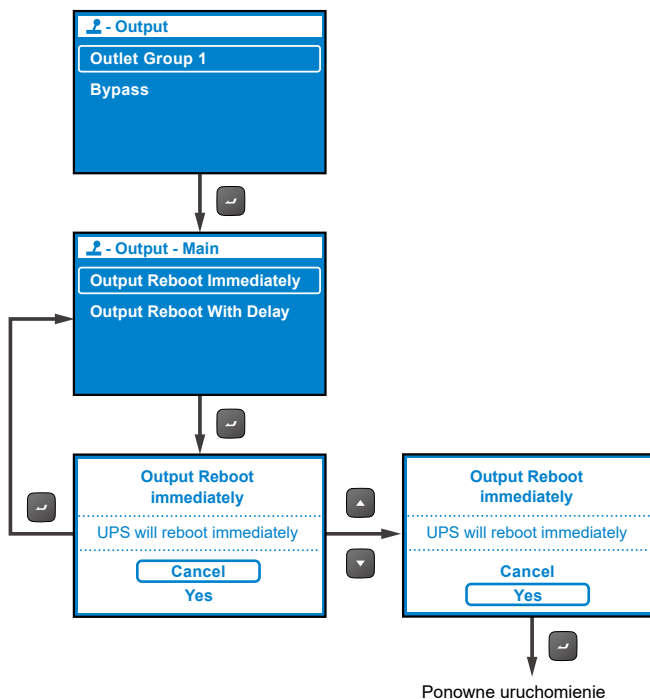 - Output
Outlet Group 1
Bypass
- Output - Main
Output Reboot Immediately
Output Reboot With Delay
Output Reboot
immediately
UPS will reboot immediately
Cancel
Yes
Output Reboot
immediately
UPS will reboot immediately
Cancel
Yes
Ponowne uruchomienie